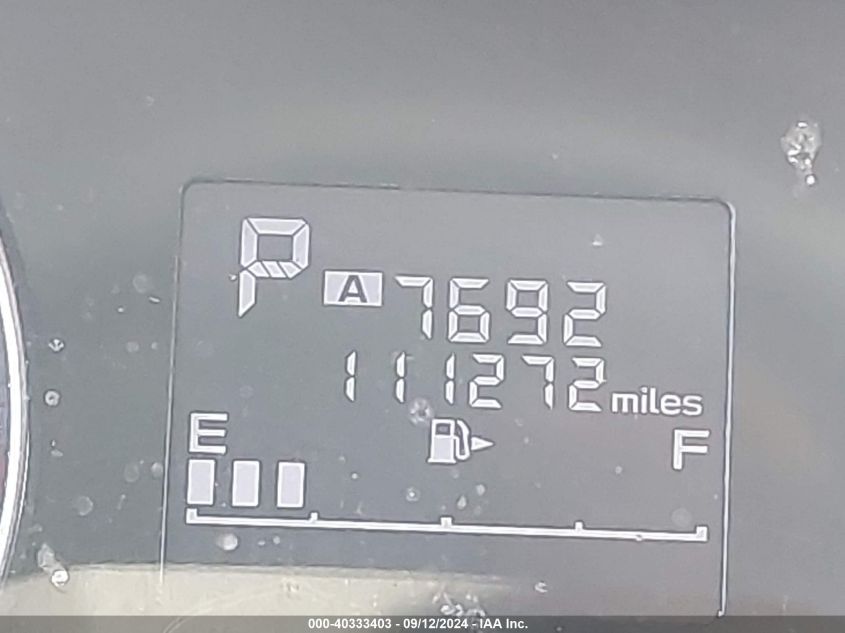 P
A 7692
111272 miles
E F
000-40333403 - 09/12/2024 - IAA Inc.